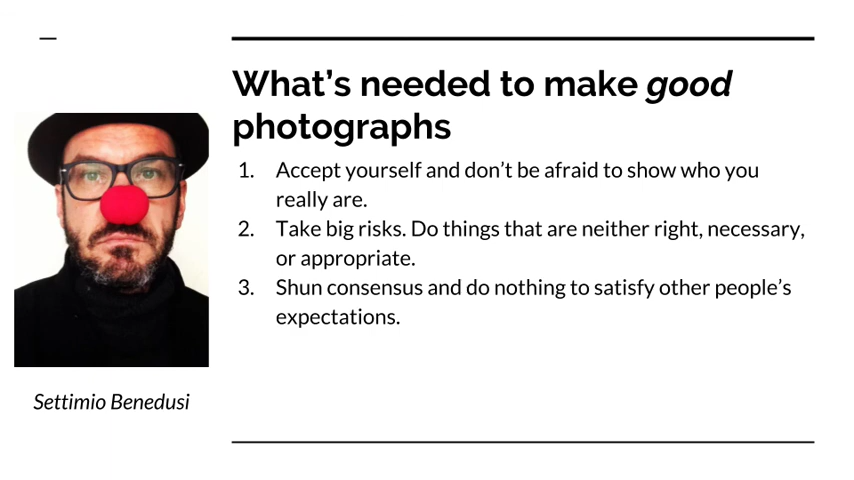 What’s needed to make good
photographs
1. Accept yourself and don’t be afraid to show who you
really are.
2. Take big risks. Do things that are neither right, necessary,
or appropriate.
3. Shun consensus and do nothing to satisfy other people’s
expectations.
Settimio Benedusi